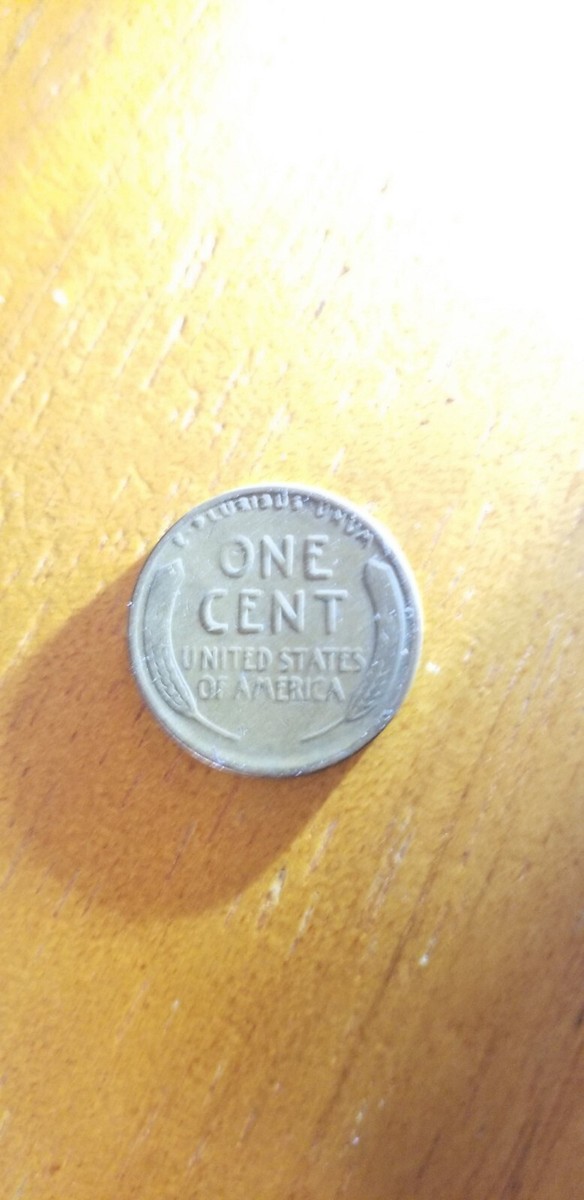 E PLURIBUS UNUM
ONE
CENT
UNITED STATES
OF AMERICA